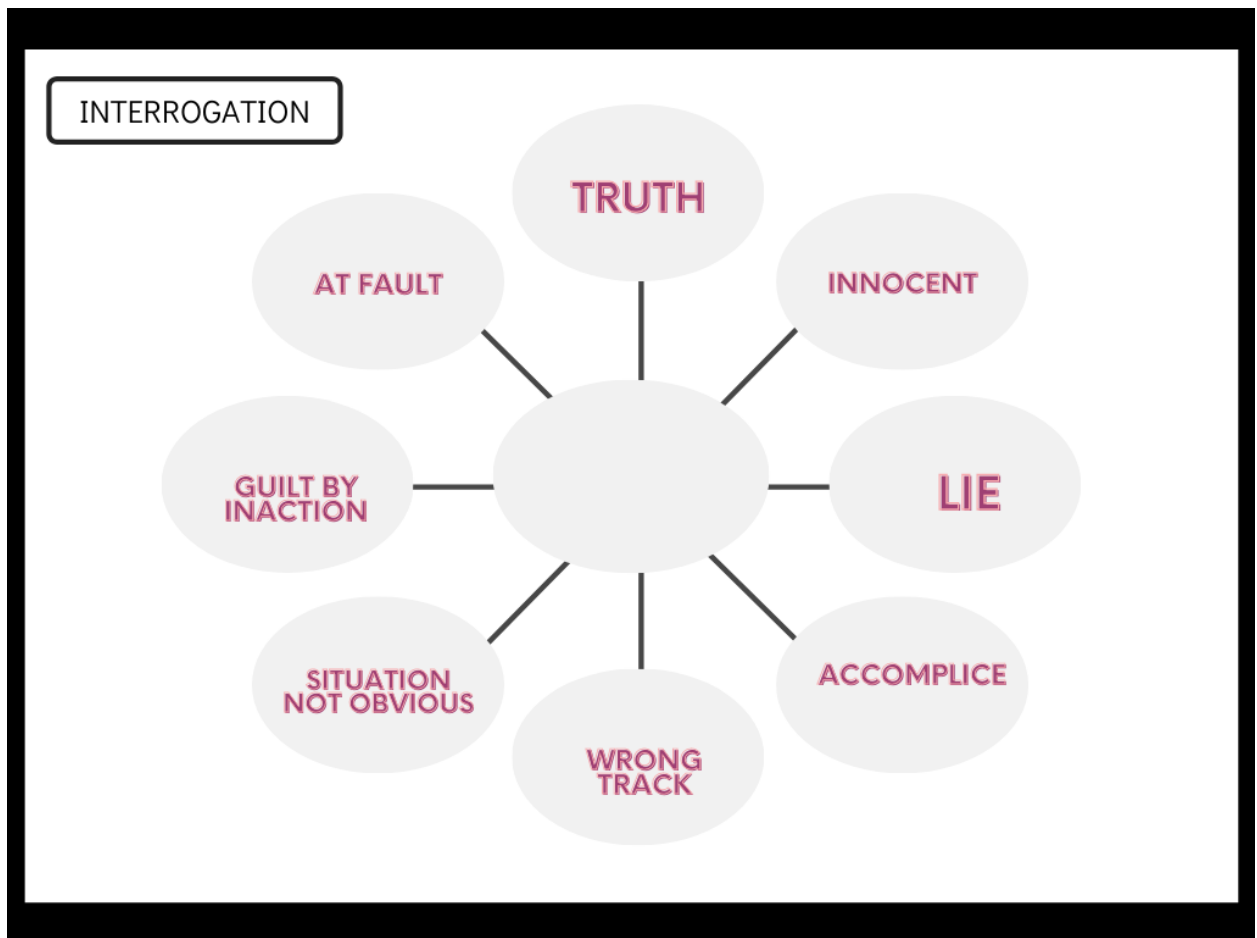 INTERROGATION
TRUTH
AT FAULT
INNOCENT
GUILT BY
INACTION
LIE
SITUATION
NOT OBVIOUS
ACCOMPLICE
WRONG
TRACK